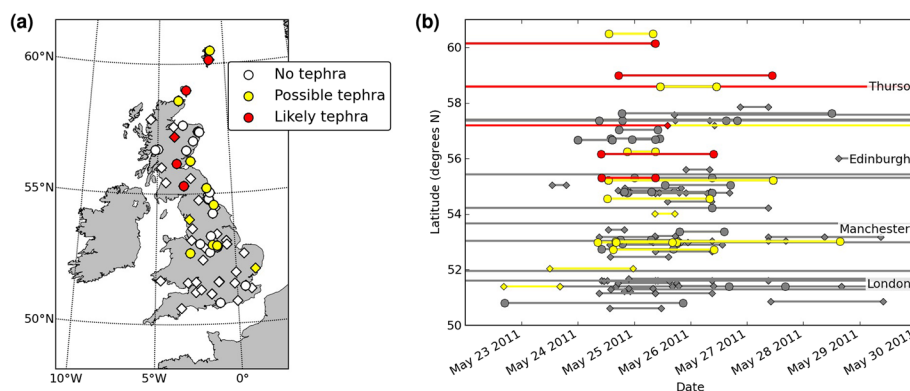 (a)
60°N
55°N
50°N
10°W
5°W
0°
No tephra
Possible tephra
Likely tephra
(b)
Latitude (degrees N)
60
58
56
54
52
50
Thurso
Edinburgh
Manchester
London
May 23 2011
May 24 2011
May 25 2011
May 26 2011
May 27 2011
May 28 2011
May 29 2011
May 30 2011
Date